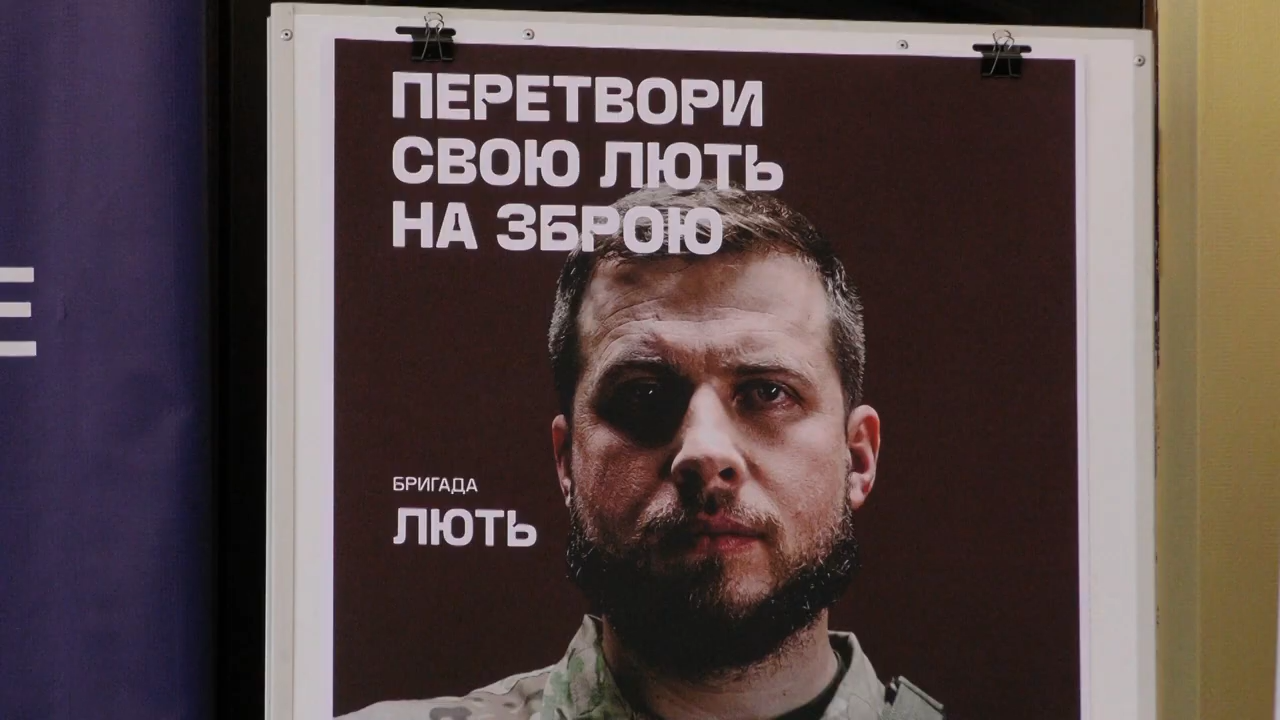 ПЕРЕТВОРИ
СВОЮ ЛЮТЬ
НА ЗБРОЮ
БРИГАДА
ЛЮТЬ
Е